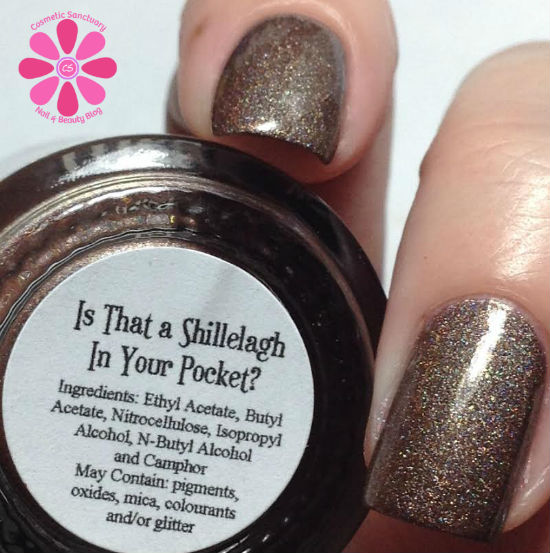 Cosmetic Sanctuary
CS
Nail & Beauty Blog
Is That a Shillelagh
In Your Pocket?
Ingredients: Ethyl Acetate, Butyl
Acetate, Nitrocellulose, Isopropyl
Alcohol, N-Butyl Alcohol
and Camphor
May Contain: pigments,
oxides, mica, colourants
and/or glitter